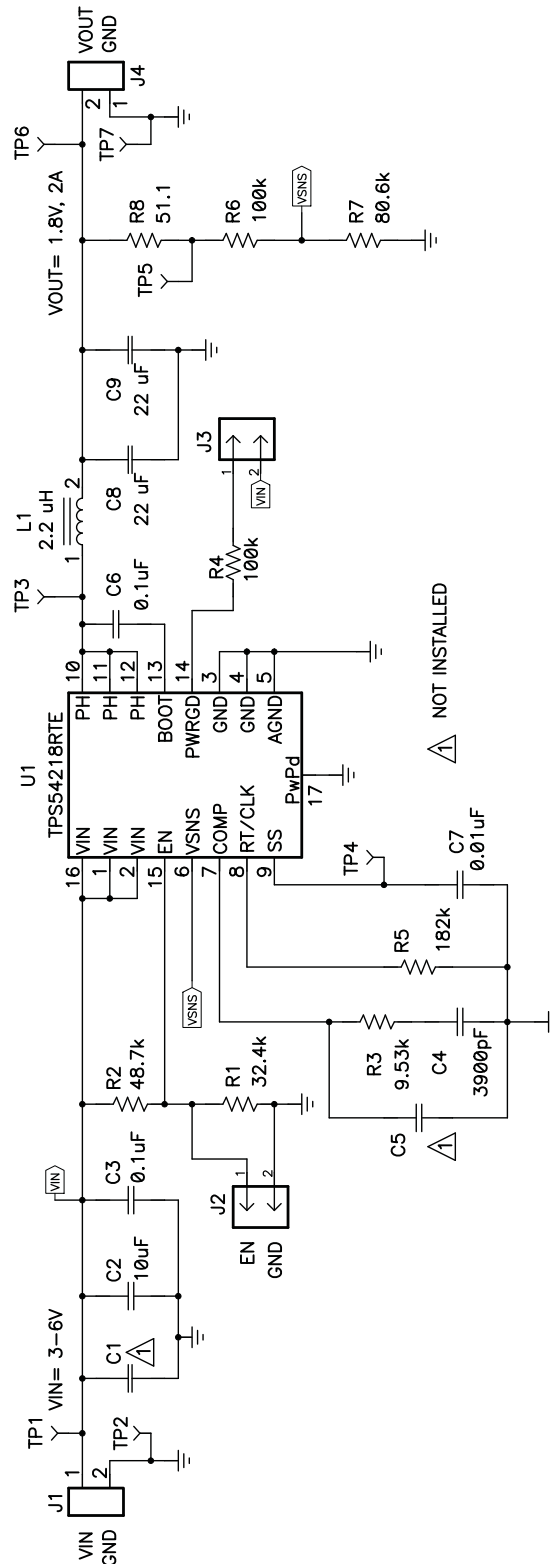 VIN
GND
J1
1
2
TP1
TP2
VIN= 3-6V
C1
1
C2
10uF
C3
0.1uF
VIN
R2
48.7k
R1
32.4k
J2
1
2
EN
GND
VSNS
C5
1
R3
9.53k
C4
3900pF
R5
182k
TP4
C7
0.01uF
U1
TPS54218RTE
16
1
2
15
6
7
8
9
VIN
VIN
VIN
EN
VSNS
COMP
RT/CLK
SS
PH
PH
PH
BOOT
PWRGD
GND
GND
AGND
PwPd
10
11
12
13
14
3
4
5
17
1 NOT INSTALLED
C6
0.1uF
TP3
L1
2.2 uH
1
2
R4
100k
J3
1
2
VIN
C8
22 uF
C9
22 uF
VOUT= 1.8V, 2A
R8
51.1
TP5
R6
100k
VSNS
R7
80.6k
TP6
TP7
2
1
J4
VOUT
GND